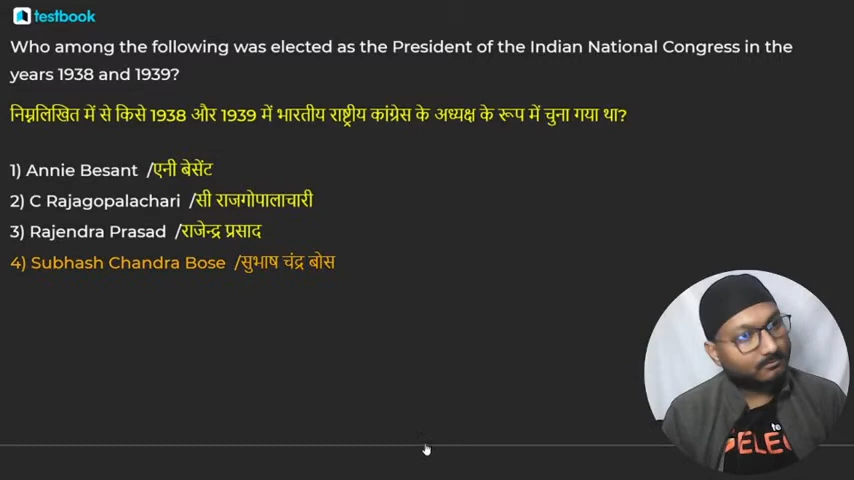 testbook
Who among the following was elected as the President of the Indian National Congress in the
years 1938 and 1939?
निम्नलिखित में से किसे 1938 और 1939 में भारतीय राष्ट्रीय कांग्रेस के अध्यक्ष के रूप में चुना गया था?
1) Annie Besant /एनी बेसेंट
2) C Rajagopalachari /सी राजगोपालाचारी
3) Rajendra Prasad /राजेन्द्र प्रसाद
4) Subhash Chandra Bose /सुभाष चंद्र बोस
te
SELEC